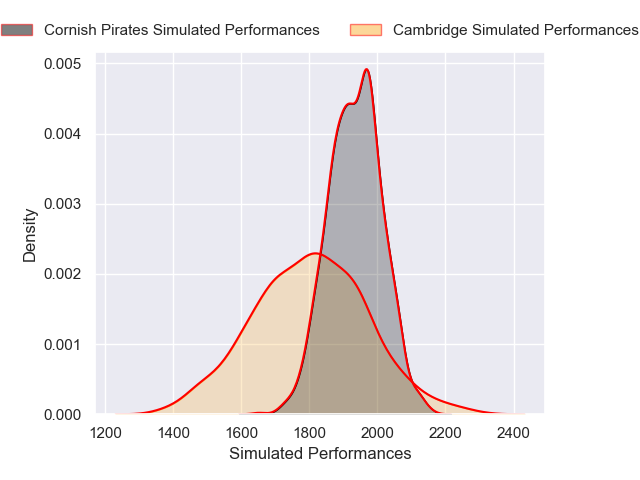 Cornish Pirates Simulated Performances Cambridge Simulated Performances
0.005
0.004
0.003
0.002
0.001
0.000
Density
1200 1400 1600 1800 2000 2200 2400
Simulated Performances